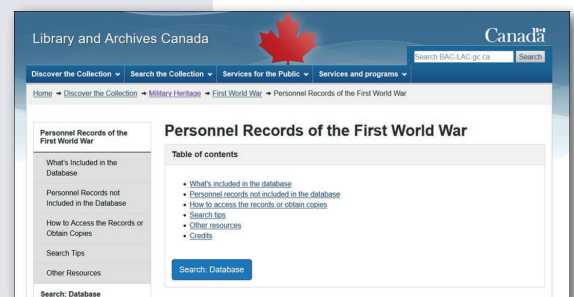 Library and Archives Canada
Canada
Search BAC-LAC.gc.ca Search
Discover the Collection Search the Collection Services for the Public Services and programs
Home → Discover the Collection → Military Heritage → First World War → Personnel Records of the First World War
Personnel Records of the
First World War
What's Included in the
Database
Personnel Records not
Included in the Database
How to Access the Records or
Obtain Copies
Search Tips
Other Resources
Search: Database
Personnel Records of the First World War
Table of contents
• What's included in the database
• Personnel records not included in the database
• How to access the records or obtain copies
• Search tips
• Other resources
• Credits
Search: Database